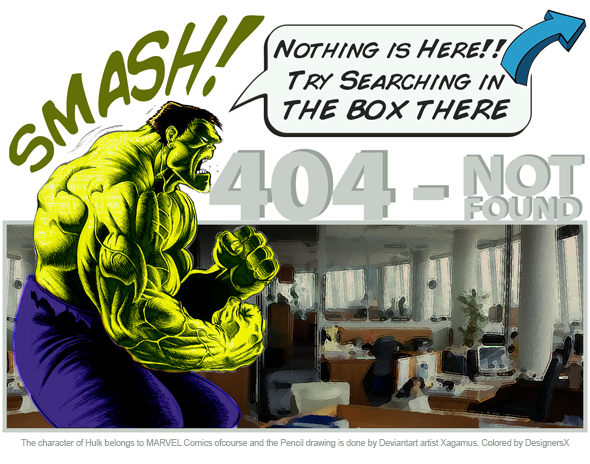 SMASH!
NOTHING IS HERE!!
TRY SEARCHING IN
THE BOX THERE
404 - NOT
FOUND
The character of Hulk belongs to MARVEL Comics ofcourse and the Pencil drawing is done by Deviantart artist Xagamus. Colored by DesignersX